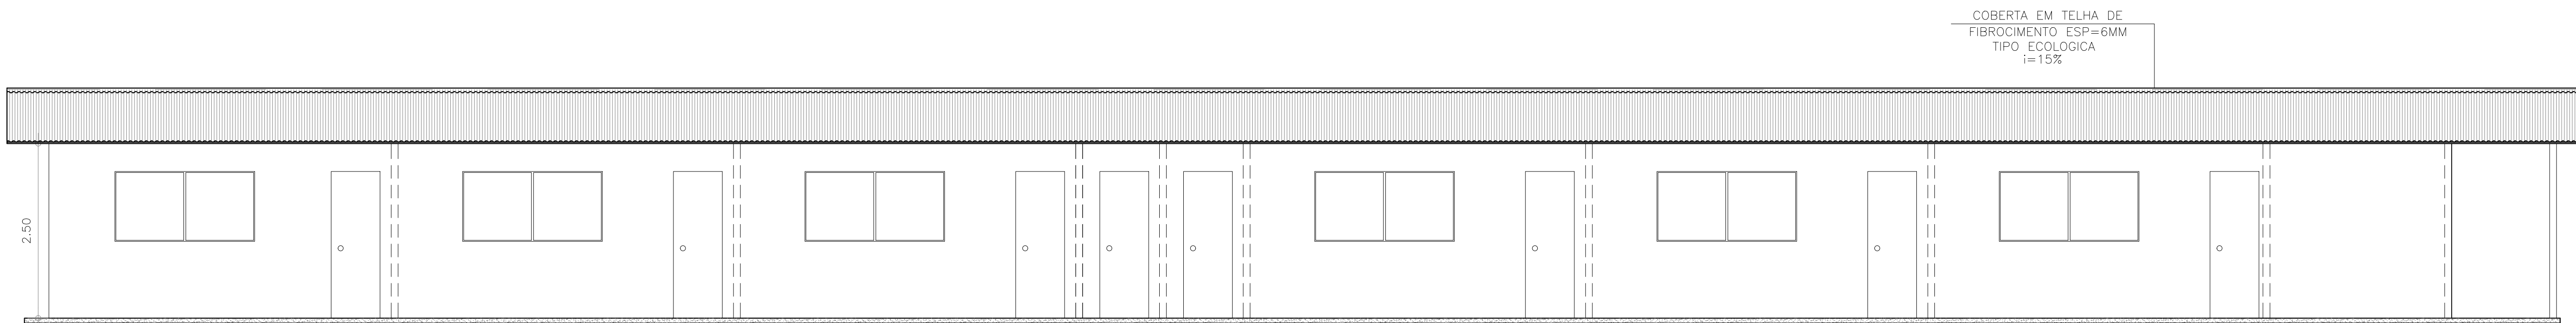 COBERTA EM TELHA DE
FIBROCIMENTO ESP=6MM
TIPO ECOLOGICA
i=15%
2.50